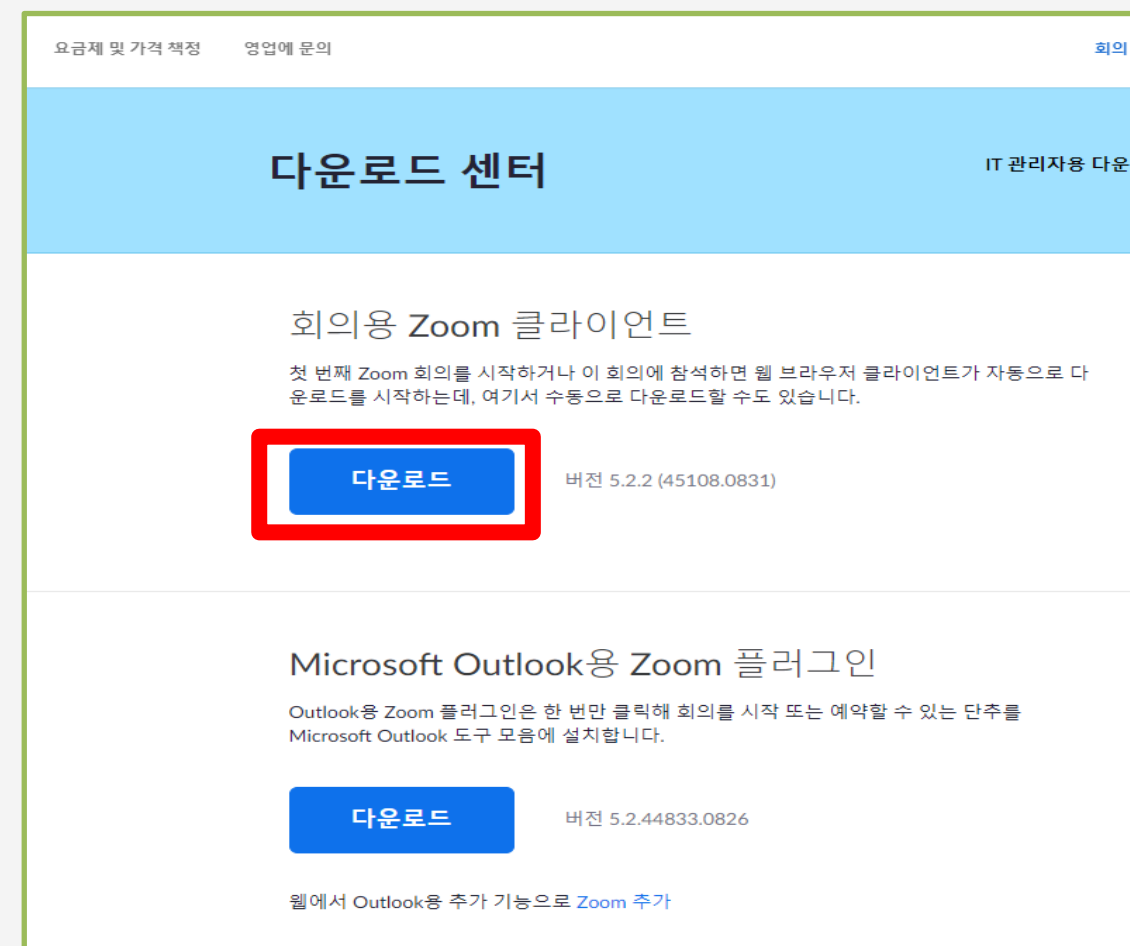 요금제 및 가격 책정 영업에 문의 회의
다운로드 센터 IT 관리자용 다운
회의용 Zoom 클라이언트
첫 번째 Zoom 회의를 시작하거나 이 회의에 참석하면 웹 브라우저 클라이언트가 자동으로 다
운로드를 시작하는데, 여기서 수동으로 다운로드할 수도 있습니다.
다운로드 버전 5.2.2 (45108.0831)
Microsoft Outlook용 Zoom 플러그인
Outlook용 Zoom 플러그인은 한 번만 클릭해 회의를 시작 또는 예약할 수 있는 단추를
Microsoft Outlook 도구 모음에 설치합니다.
다운로드 버전 5.2.44833.0826
웹에서 Outlook용 추가 기능으로 Zoom 추가